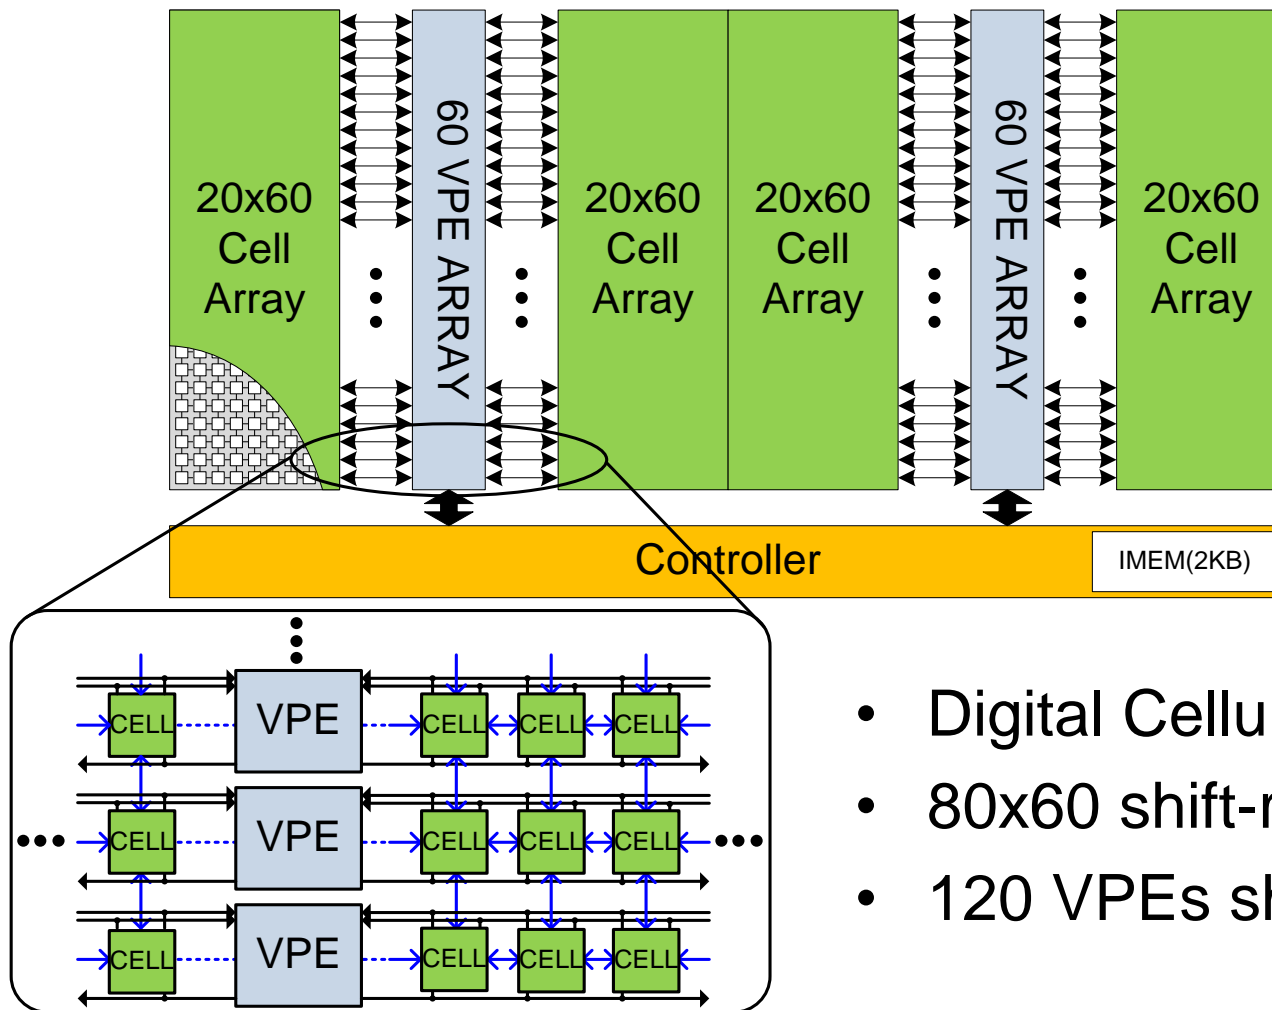 20x60
Cell
Array
60 VPE ARRAY
20x60
Cell
Array
20x60
Cell
Array
60 VPE ARRAY
20x60
Cell
Array
Controller
IMEM(2KB)
CELL
VPE
CELL
CELL
CELL
CELL
VPE
CELL
CELL
CELL
CELL
VPE
CELL
CELL
CELL
• Digital Cellu
• 80x60 shift-r
• 120 VPEs sh